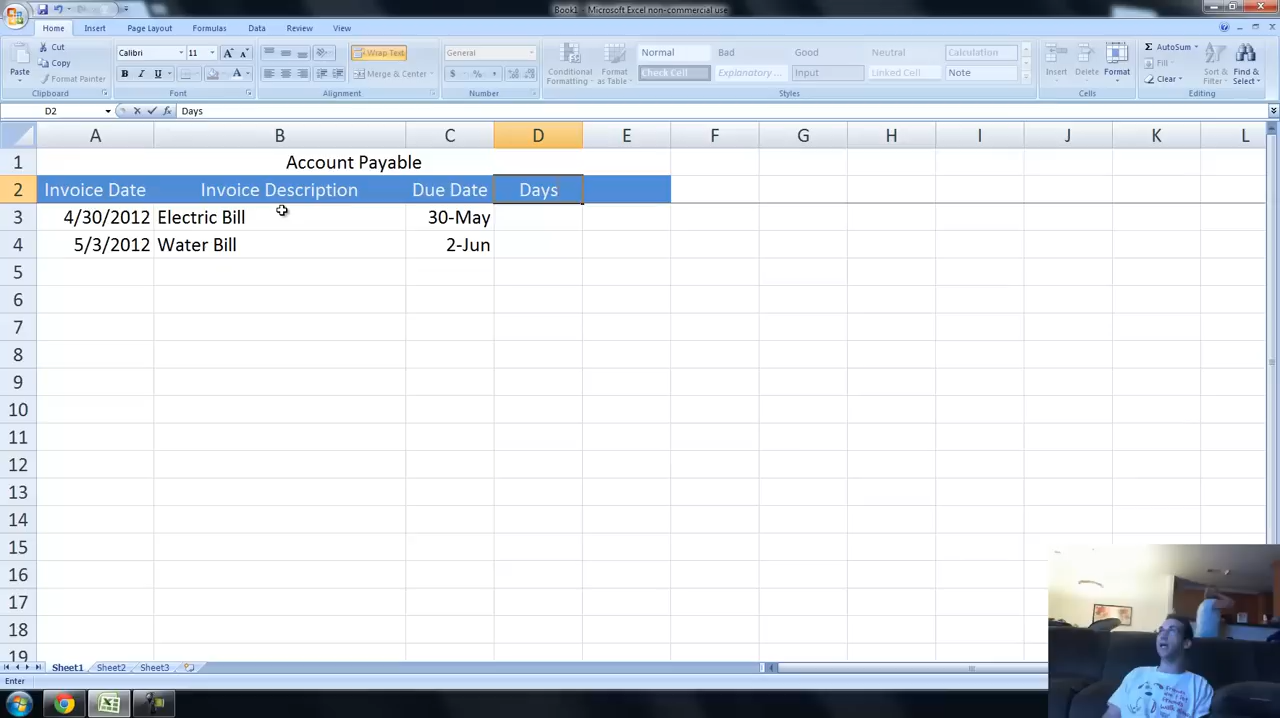 Book1 - Microsoft Excel non-commercial use
Home Insert Page Layout Formulas Data Review View
Paste Cut Copy Format Painter Clipboard
Calibri 11 B I U A A A Font
Wrap Text Merge & Center Alignment
General $ % , Number
Conditional Formatting Format as Table
Normal Bad Good Neutral Calculation
Check Cell Explanatory ... Input Linked Cell Note
Styles
Insert Delete Format Cells
Σ AutoSum Fill Clear Sort & Filter Find & Select Editing
D2 fx Days
A B C D E F G H I J K L
1 Account Payable
2 Invoice Date Invoice Description Due Date Days
3 4/30/2012 Electric Bill 30-May
4 5/3/2012 Water Bill 2-Jun
5
6
7
8
9
10
11
12
13
14
15
16
17
18
19
Sheet1 Sheet2 Sheet3
Enter